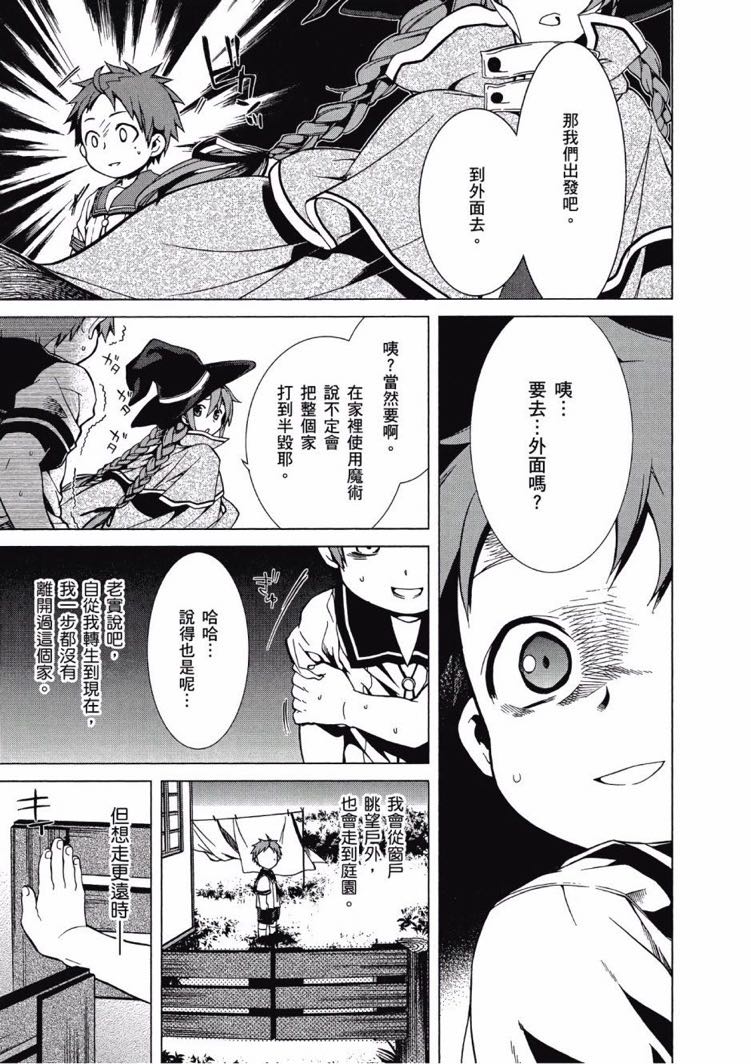 那我們出發吧。
到外面去。
咦…
要去…外面嗎?
咦?當然要啊。
在家裡使用魔術
說不定會
把整個家
打到半毀耶。
哈哈…
說得也是呢…
老實說吧,
自從我轉生到現在,
我一步都沒有
離開過這個家。
我會從窗戶
眺望戶外,
也會走到庭園。
但想走更遠時—